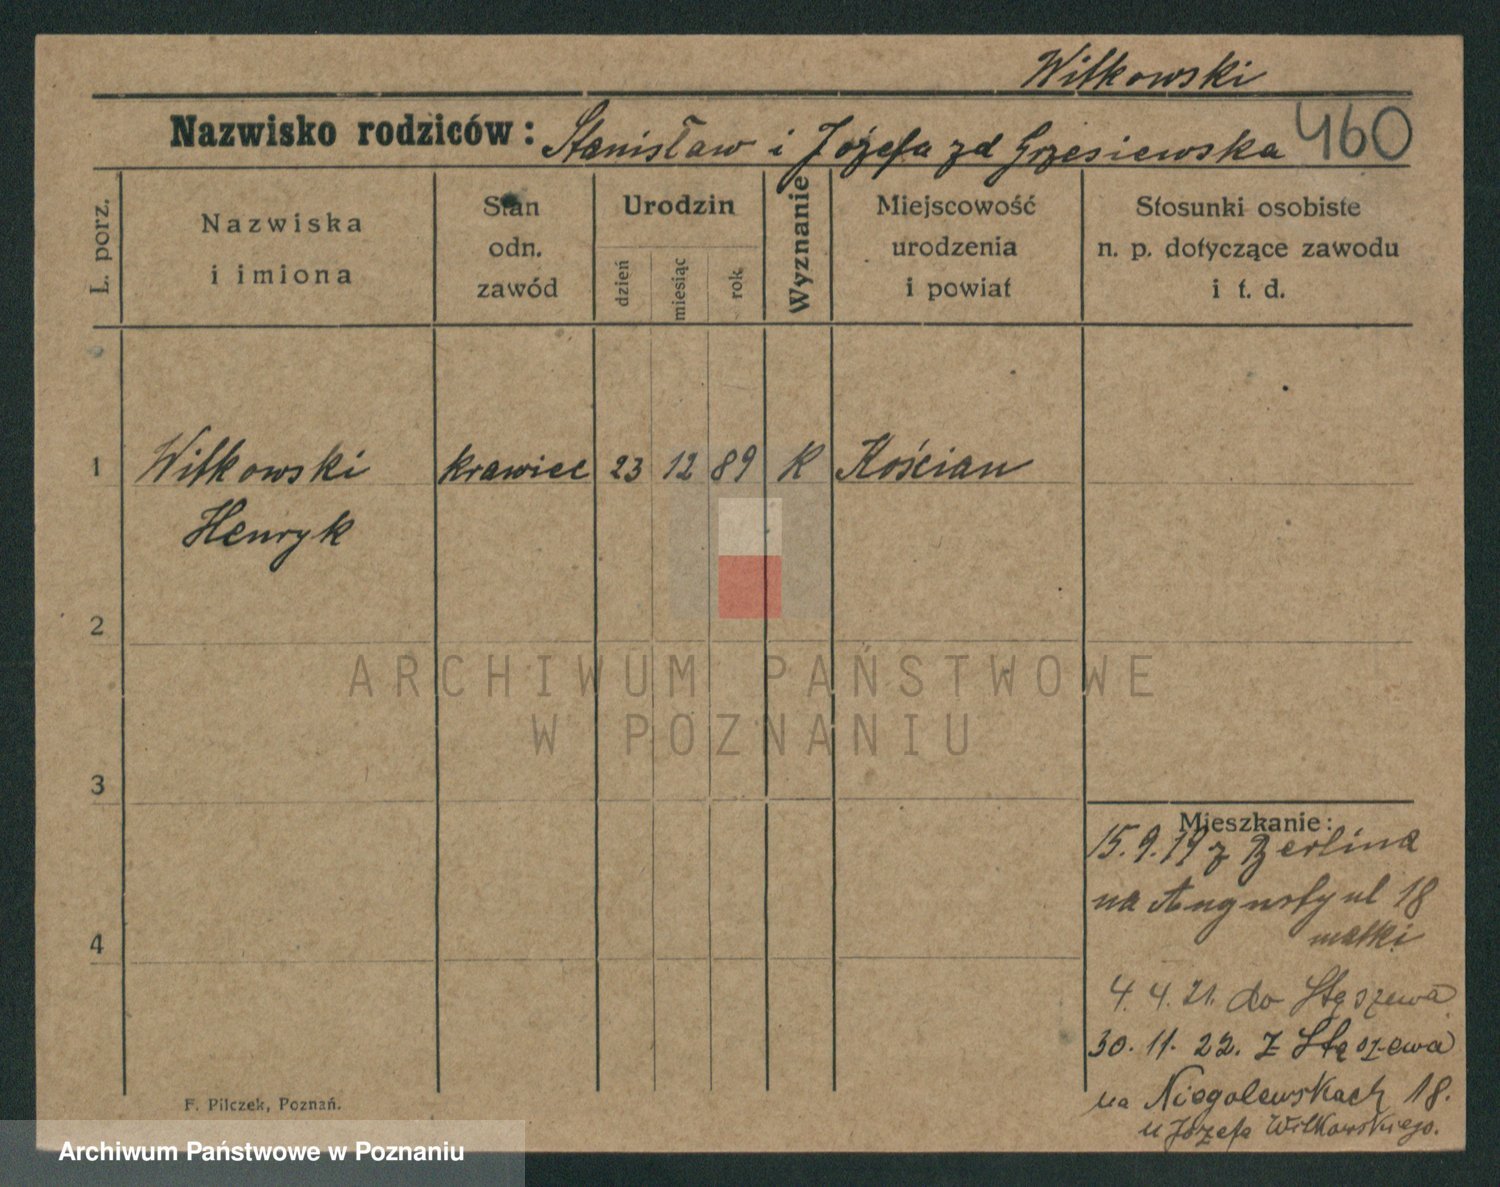 Witkowski
Nazwisko rodziców: Stanisław i Józefa zd Grzesiewska 460
L. porz.
Nazwiska
i imiona
Stan
odn.
zawód
Urodzin
dzień
miesiąc
rok
Wyznanie
Miejscowość
urodzenia
i powiat
Stosunki osobiste
n. p. dotyczące zawodu
i t. d.
1 Witkowski krawiec 23 12 89 K Kościan
Henryk
2
3
4
Mieszkanie:
15.9.19 z Berlina
na Augusty ul 18
matki
4. 4. 21. do Stęszewa
30. 11. 22. z Stęszewa
na Niegolewskach 18.
u Józefa Witkowskiego.
F. Pilczek, Poznań.
ARCHIWUM PAŃSTWOWE
W POZNANIU
Archiwum Państwowe w Poznaniu